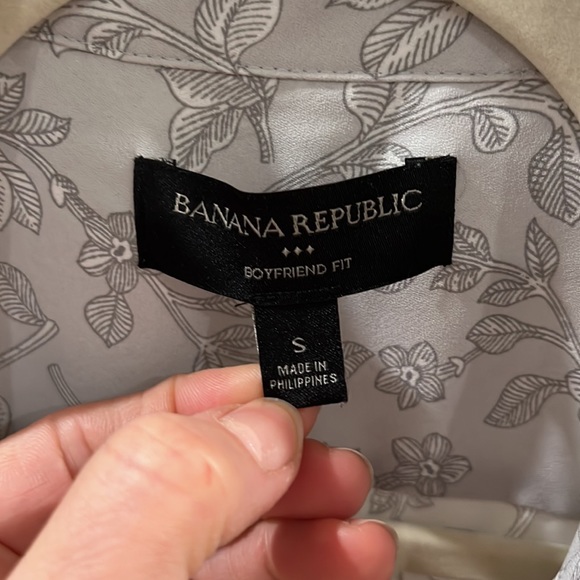 BANANA REPUBLIC
BOYFRIEND FIT
S
MADE IN
PHILIPPINES